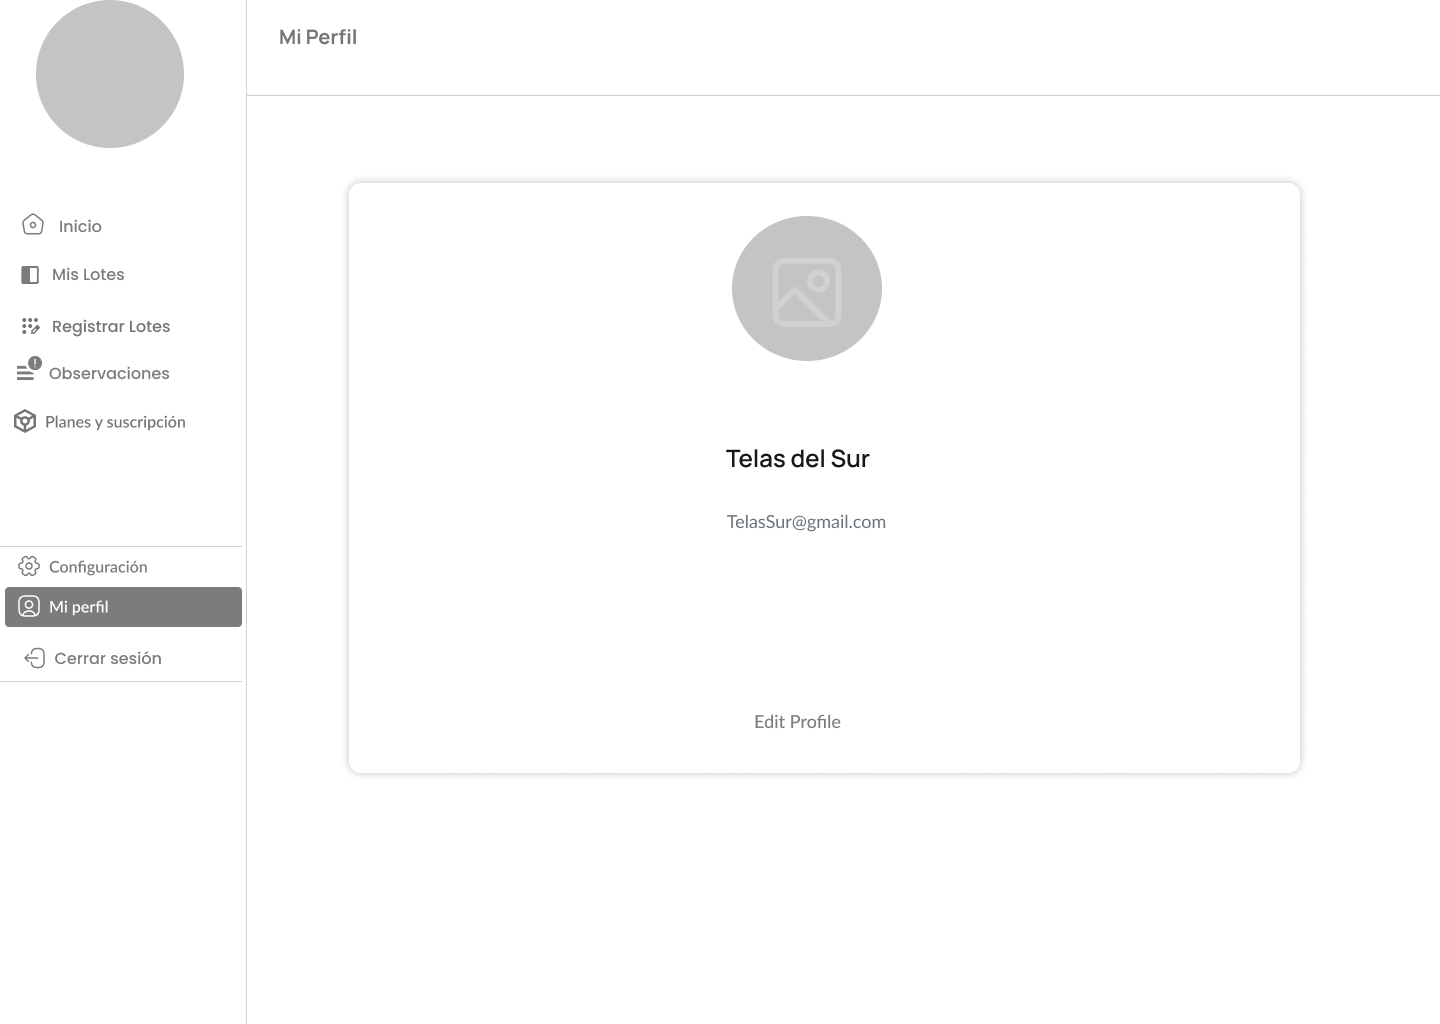 Mi Perfil
Inicio
Mis Lotes
Registrar Lotes
Observaciones
Planes y suscripción
Configuración
Mi perfil
Cerrar sesión
Telas del Sur
TelasSur@gmail.com
Edit Profile